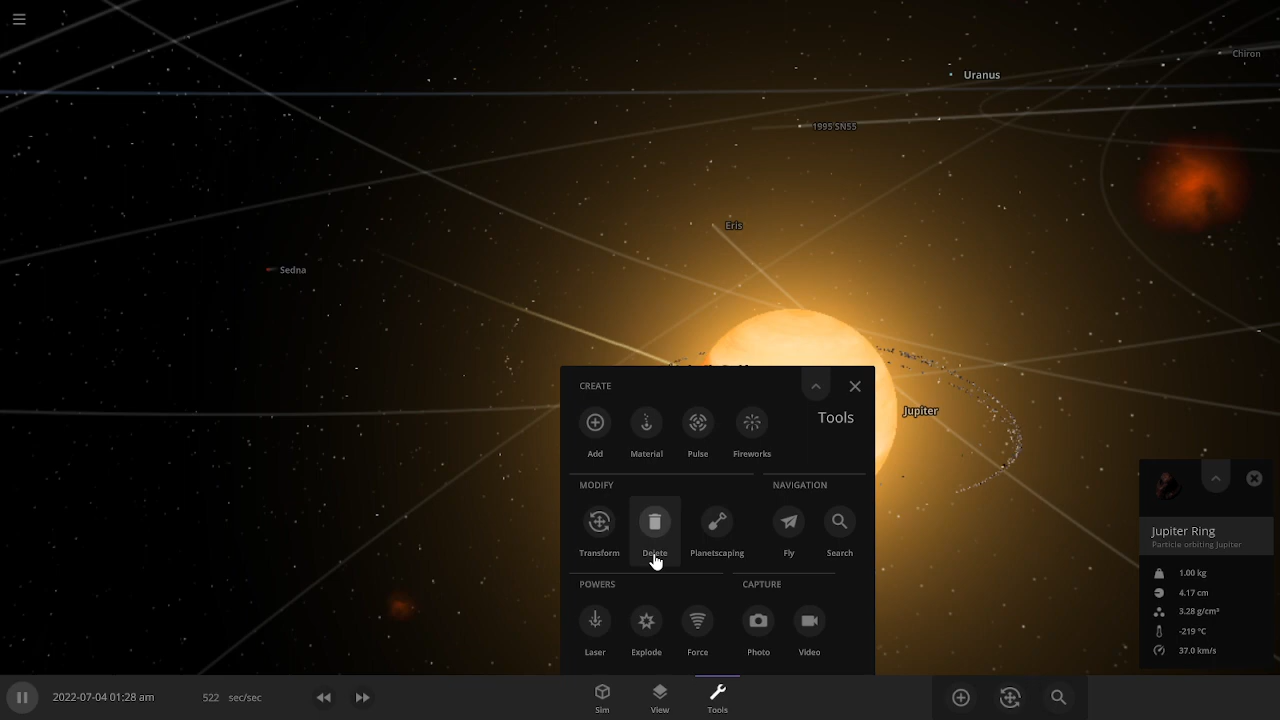 Chiron
Uranus
1995 SN55
Eris
Sedna
Jupiter
CREATE
Tools
Add
Material
Pulse
Fireworks
MODIFY
NAVIGATION
Transform
Delete
Planetscaping
Fly
Search
POWERS
CAPTURE
Laser
Explode
Force
Photo
Video
Jupiter Ring
Particle orbiting Jupiter
1.00 kg
4.17 cm
3.28 g/cm³
-219 °C
37.0 km/s
2022-07-04 01:28 am
522 sec/sec
Sim
View
Tools